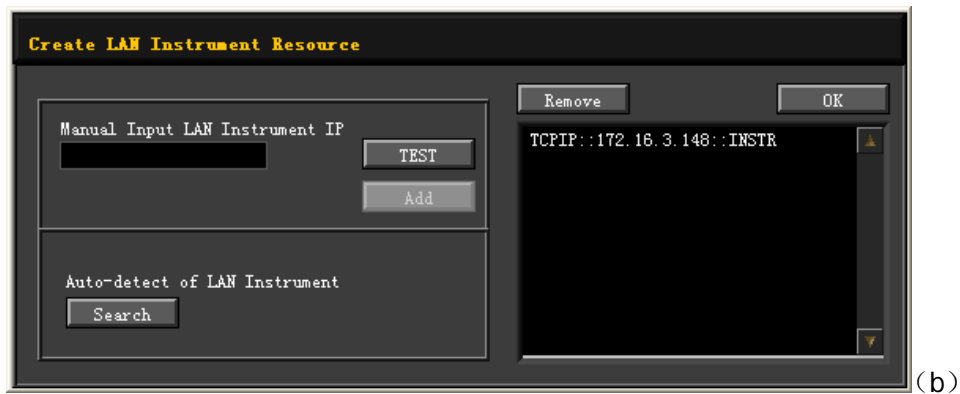 Create LAN Instrument Resource
Manual Input LAN Instrument IP
TEST
Add
Auto-detect of LAN Instrument
Search
Remove
OK
TCPIP::172.16.3.148::INSTR
(b)